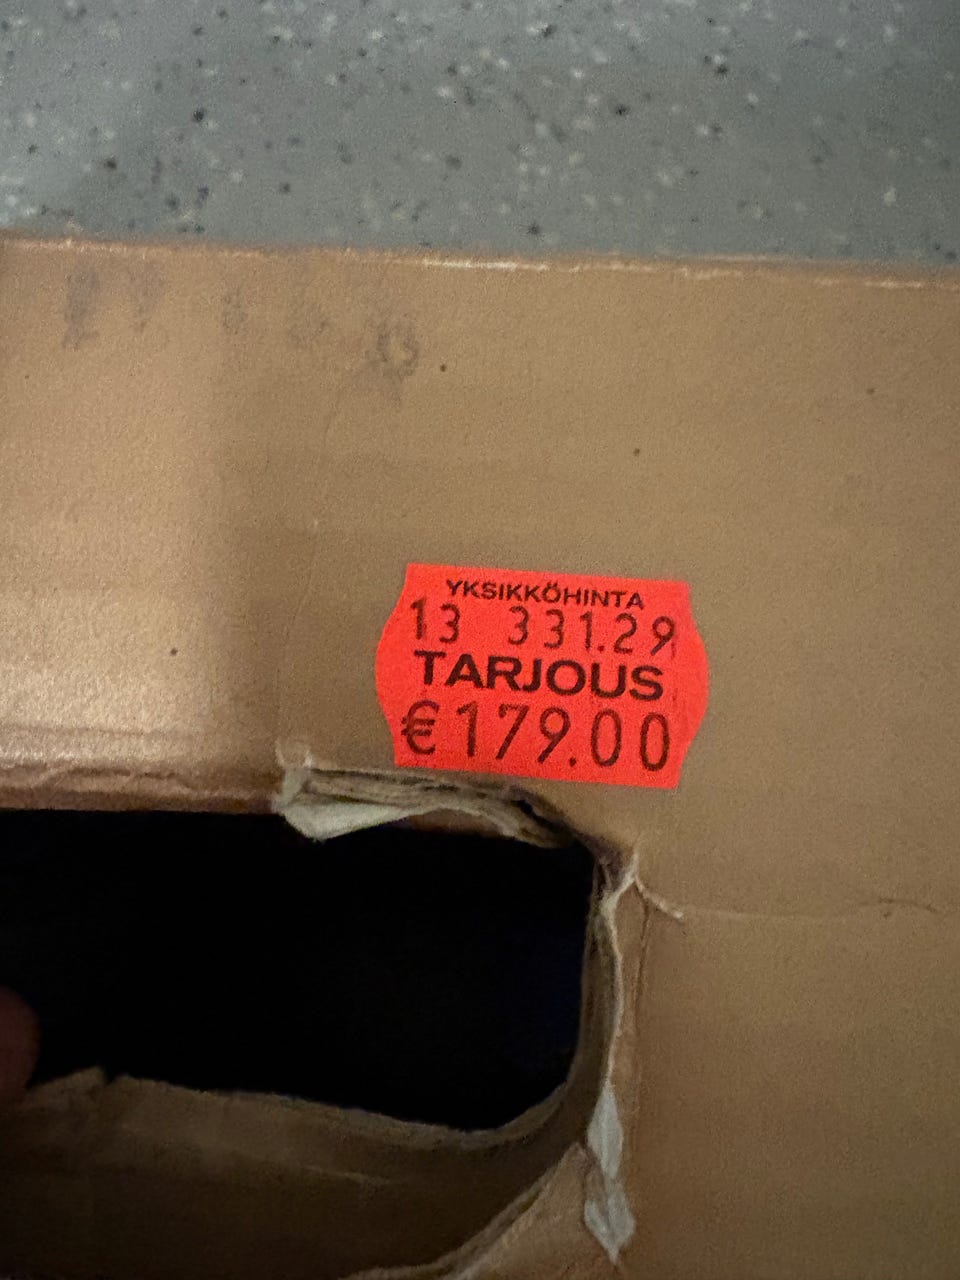 YKSIKKÖHINTA
13 331.29
TARJOUS
€179.00